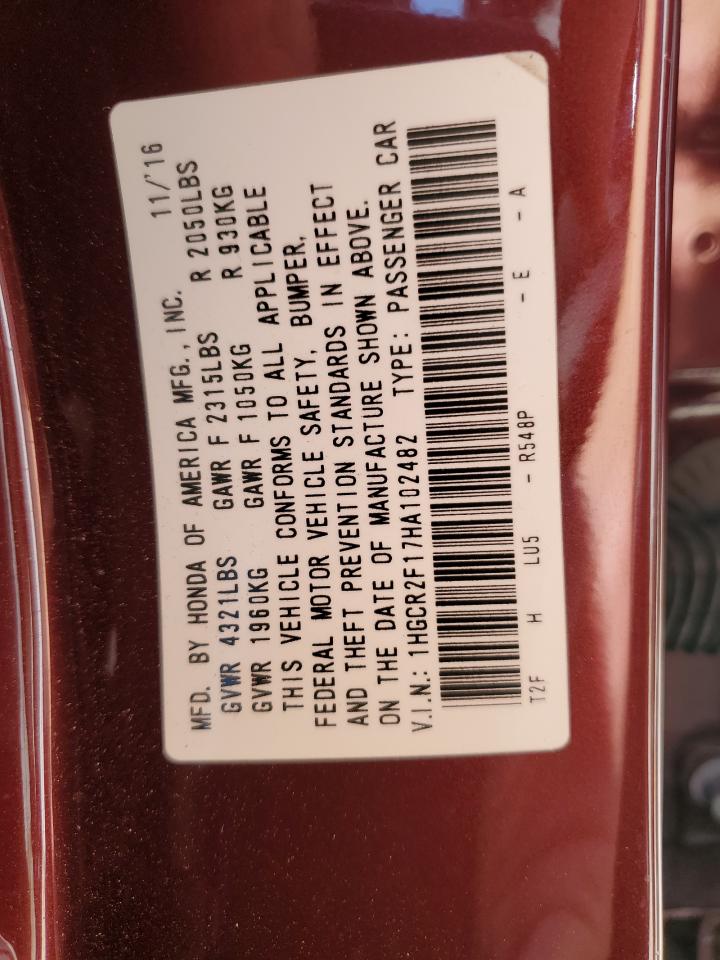 MFD. BY HONDA OF AMERICA MFG., INC. 11/'16
GVWR 4321LBS GAWR F 2315LBS R 2050LBS
GVWR 1960KG GAWR F 1050KG R 930KG
THIS VEHICLE CONFORMS TO ALL APPLICABLE
FEDERAL MOTOR VEHICLE SAFETY, BUMPER,
AND THEFT PREVENTION STANDARDS IN EFFECT
ON THE DATE OF MANUFACTURE SHOWN ABOVE.
V.I.N.: 1HGCR2F17HA102482 TYPE: PASSENGER CAR
T2F H LU5 - R548P - E - A